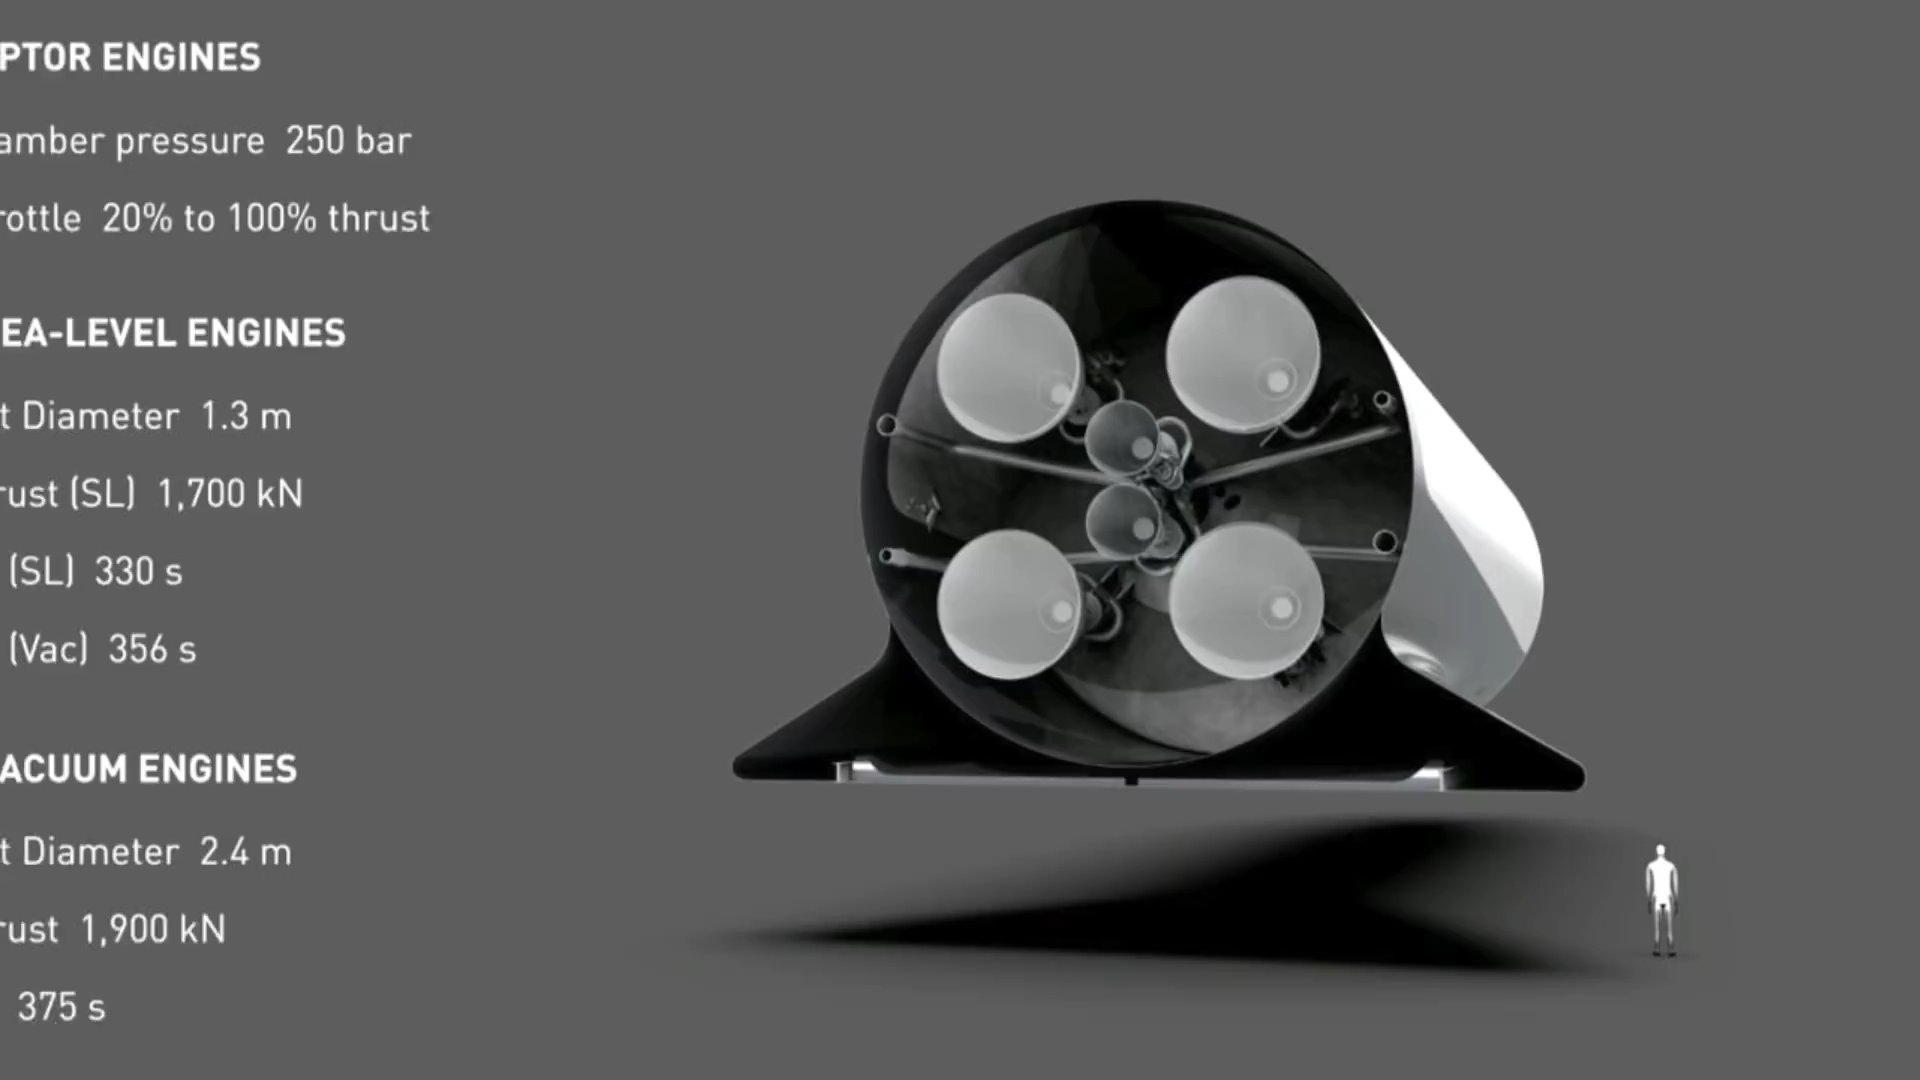 PTOR ENGINES
amber pressure 250 bar
rottle 20% to 100% thrust
EA-LEVEL ENGINES
t Diameter 1.3 m
rust (SL) 1,700 kN
(SL) 330 s
(Vac) 356 s
ACUUM ENGINES
t Diameter 2.4 m
rust 1,900 kN
375 s